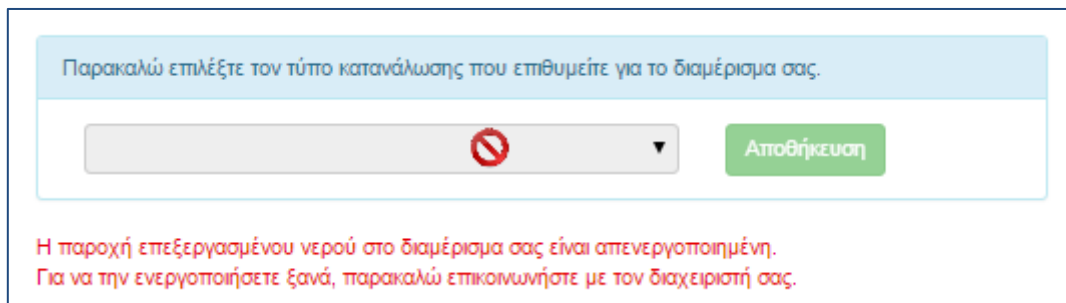 Παρακαλώ επιλέξτε τον τύπο κατανάλωσης που επιθυμείτε για το διαμέρισμα σας.
Αποθήκευση
Η παροχή επεξεργασμένου νερού στο διαμέρισμα σας είναι απενεργοποιημένη.
Για να την ενεργοποιήσετε ξανά, παρακαλώ επικοινωνήστε με τον διαχειριστή σας.